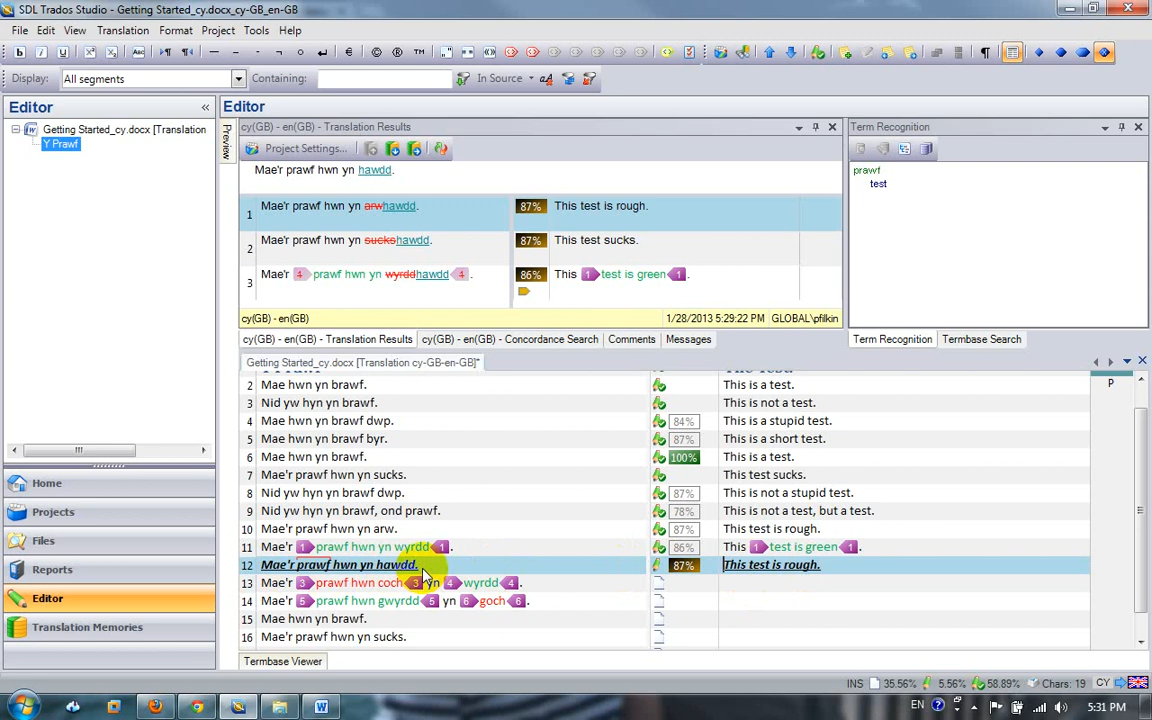 SDL Trados Studio - Getting Started_cy.docx_cy-GB_en-GB
File Edit View Translation Format Project Tools Help
Display: All segments Containing: In Source
Editor
Getting Started_cy.docx [Translation
Y Prawf
Home
Projects
Files
Reports
Editor
Translation Memories
Editor
Preview
cy(GB) - en(GB) - Translation Results
Project Settings...
Mae'r prawf hwn yn hawdd.
1 Mae'r prawf hwn yn arwhawdd. 87% This test is rough.
2 Mae'r prawf hwn yn suckshawdd. 87% This test sucks.
3 Mae'r 4 prawf hwn yn wyrddhawdd 4 . 86% This 1 test is green 1 .
cy(GB) - en(GB) 1/28/2013 5:29:22 PM GLOBAL\pfilkin
cy(GB) - en(GB) - Translation Results cy(GB) - en(GB) - Concordance Search Comments Messages
Term Recognition
prawf
test
Term Recognition Termbase Search
Getting Started_cy.docx [Translation cy-GB-en-GB]*
2 Mae hwn yn brawf. This is a test. P
3 Nid yw hyn yn brawf. This is not a test.
4 Mae hwn yn brawf dwp. 84% This is a stupid test.
5 Mae hwn yn brawf byr. 87% This is a short test.
6 Mae hwn yn brawf. 100% This is a test.
7 Mae'r prawf hwn yn sucks. This test sucks.
8 Nid yw hyn yn brawf dwp. 87% This is not a stupid test.
9 Nid yw hyn yn brawf, ond prawf. 78% This is not a test, but a test.
10 Mae'r prawf hwn yn arw. 87% This test is rough.
11 Mae'r 1 prawf hwn yn wyrdd 1 . 86% This 1 test is green 1 .
12 Mae'r prawf hwn yn hawdd. 87% This test is rough.
13 Mae'r 3 prawf hwn coch 3 yn 4 wyrdd 4 .
14 Mae'r 5 prawf hwn gwyrdd 5 yn 6 goch 6 .
15 Mae hwn yn brawf.
16 Mae'r prawf hwn yn sucks.
Termbase Viewer
INS 35.56% 5.56% 58.89% Chars: 19 CY
EN 5:31 PM